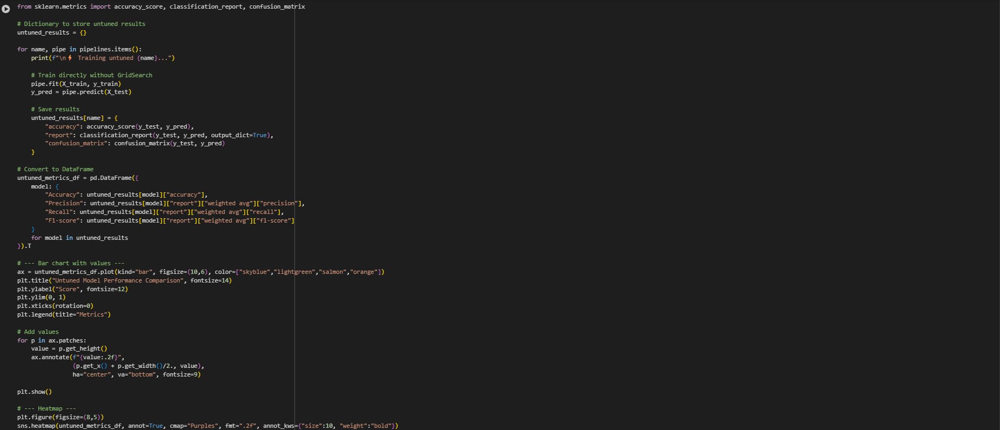 from sklearn.metrics import accuracy_score, classification_report, confusion_matrix
# Dictionary to store untuned results
untuned_results = {}
for name, pipe in pipelines.items():
    print(f"\n⚡ Training untuned {name}...")
    # Train directly without GridSearch
    pipe.fit(X_train, y_train)
    y_pred = pipe.predict(X_test)
    # Save results
    untuned_results[name] = {
        "accuracy": accuracy_score(y_test, y_pred),
        "report": classification_report(y_test, y_pred, output_dict=True),
        "confusion_matrix": confusion_matrix(y_test, y_pred)
    }
# Convert to DataFrame
untuned_metrics_df = pd.DataFrame({
    model: {
        "Accuracy": untuned_results[model]["accuracy"],
        "Precision": untuned_results[model]["report"]["weighted avg"]["precision"],
        "Recall": untuned_results[model]["report"]["weighted avg"]["recall"],
        "F1-score": untuned_results[model]["report"]["weighted avg"]["f1-score"]
    }
    for model in untuned_results
}).T
# --- Bar chart with values ---
ax = untuned_metrics_df.plot(kind="bar", figsize=(10,6), color=["skyblue","lightgreen","salmon","orange"])
plt.title("Untuned Model Performance Comparison", fontsize=14)
plt.ylabel("Score", fontsize=12)
plt.ylim(0, 1)
plt.xticks(rotation=0)
plt.legend(title="Metrics")
# Add values
for p in ax.patches:
    value = p.get_height()
    ax.annotate(f"{value:.2f}",
                (p.get_x() + p.get_width()/2., value),
                ha="center", va="bottom", fontsize=9)
plt.show()
# --- Heatmap ---
plt.figure(figsize=(8,5))
sns.heatmap(untuned_metrics_df, annot=True, cmap="Purples", fmt=".2f", annot_kws={"size":10, "weight":"bold"})